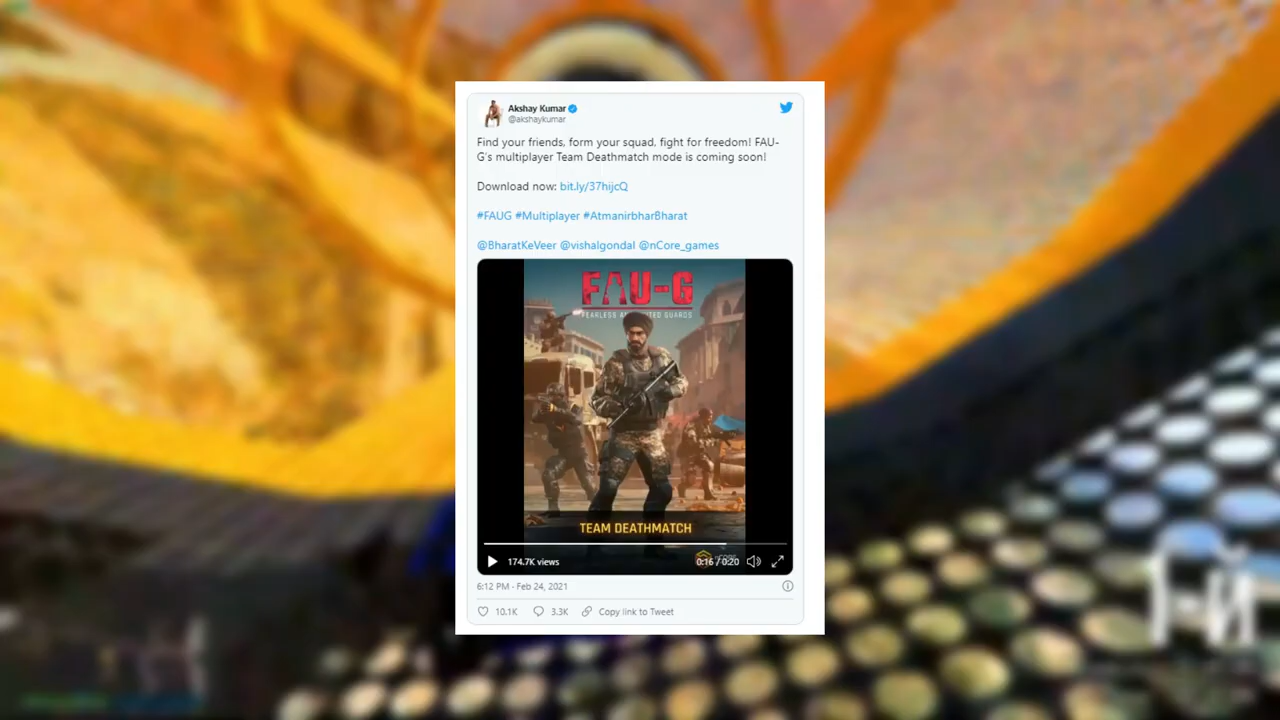 Akshay Kumar
@akshaykumar
Find your friends, form your squad, fight for freedom! FAU-
G's multiplayer Team Deathmatch mode is coming soon!
Download now: bit.ly/37hijcQ
#FAUG #Multiplayer #AtmanirbharBharat
@BharatKeVeer @vishalgondal @nCore_games
FAU-G
FEARLESS GUARDS
TEAM DEATHMATCH
174.7K views
0:16 / 0:20
6:12 PM - Feb 24, 2021
10.1K
3.3K
Copy link to Tweet